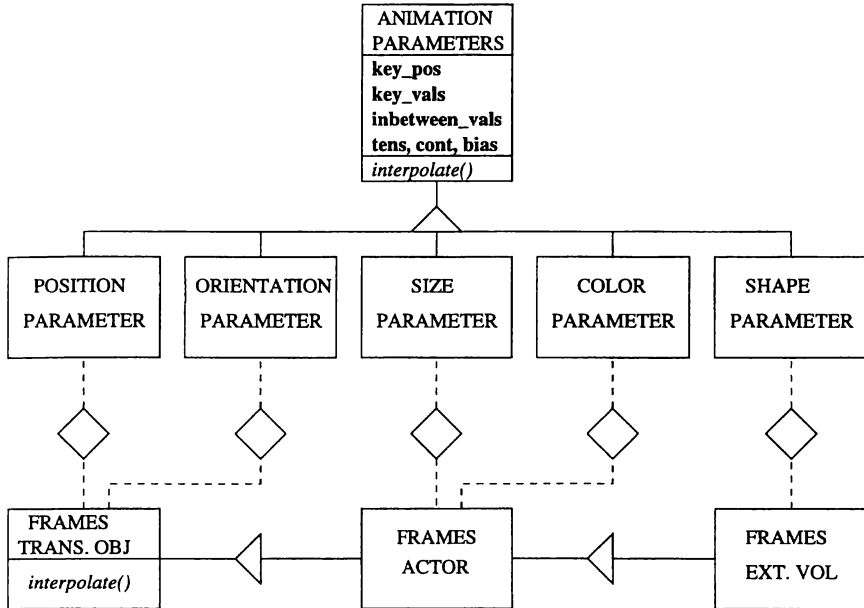 ANIMATION
PARAMETERS
key_pos
key_vals
inbetween_vals
tens, cont, bias
interpolate()
POSITION
PARAMETER
ORIENTATION
PARAMETER
SIZE
PARAMETER
COLOR
PARAMETER
SHAPE
PARAMETER
FRAMES
TRANS. OBJ
interpolate()
FRAMES
ACTOR
FRAMES
EXT. VOL